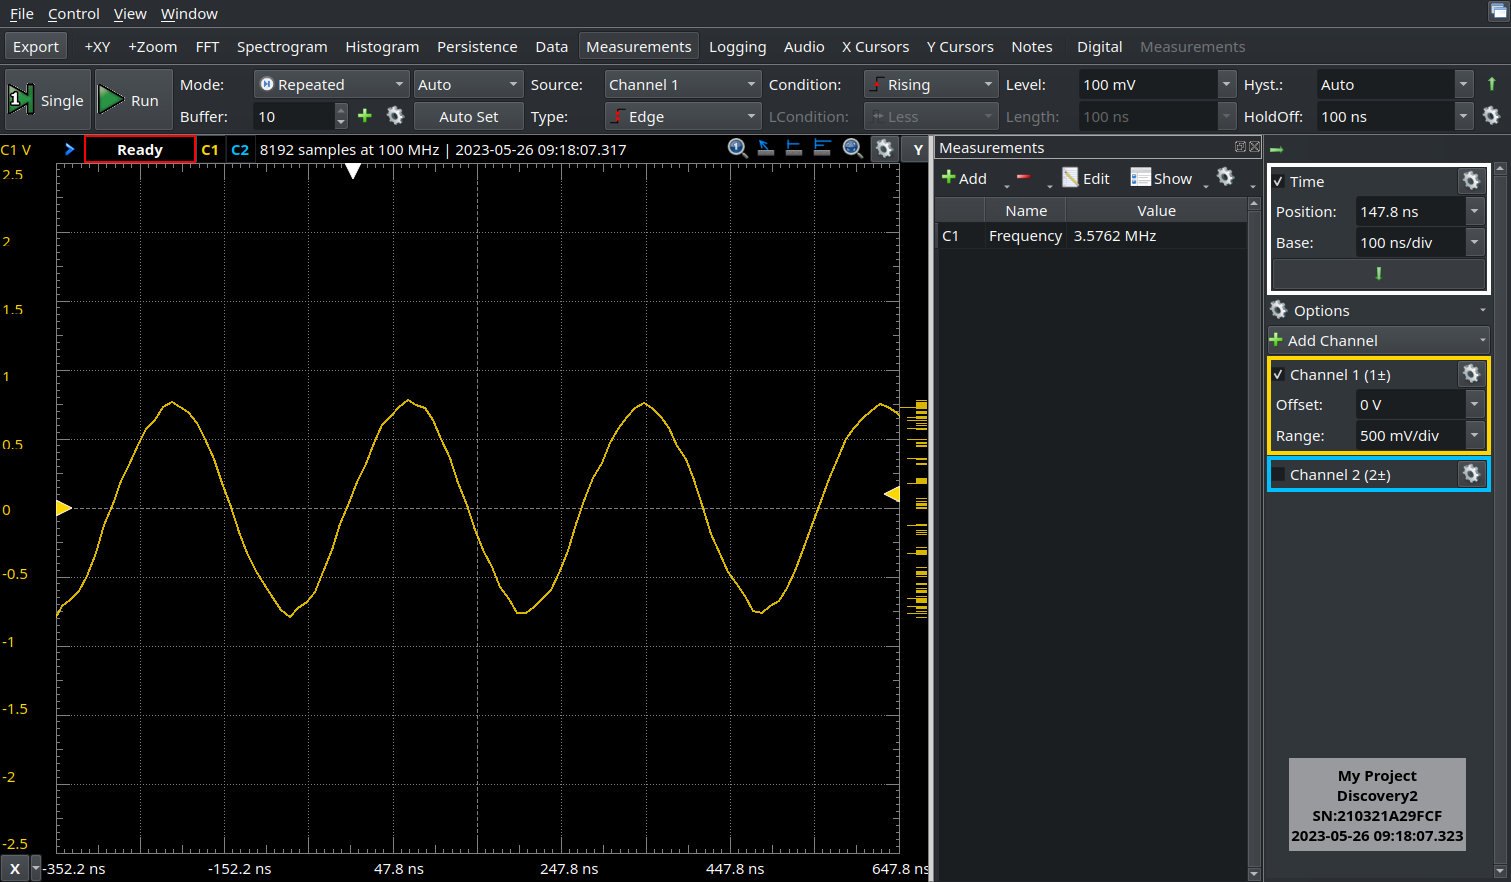 File Control View Window
Export +XY +Zoom FFT Spectrogram Histogram Persistence Data Measurements Logging Audio X Cursors Y Cursors Notes Digital Measurements
1 Single Run Mode: Repeated Auto Source: Channel 1 Condition: Rising Level: 100 mV Hyst.: Auto
Buffer: 10 Auto Set Type: Edge LCondition: Less Length: 100 ns HoldOff: 100 ns
C1 V Ready C1 C2 8192 samples at 100 MHz | 2023-05-26 09:18:07.317 Y
2.5
2
1.5
1
0.5
0
-0.5
-1
-1.5
-2
-2.5
X -352.2 ns -152.2 ns 47.8 ns 247.8 ns 447.8 ns 647.8 ns
Measurements
Add Edit Show
Name Value
C1 Frequency 3.5762 MHz
Time
Position: 147.8 ns
Base: 100 ns/div
Options
Add Channel
Channel 1 (1±)
Offset: 0 V
Range: 500 mV/div
Channel 2 (2±)
My Project
Discovery2
SN:210321A29FCF
2023-05-26 09:18:07.323